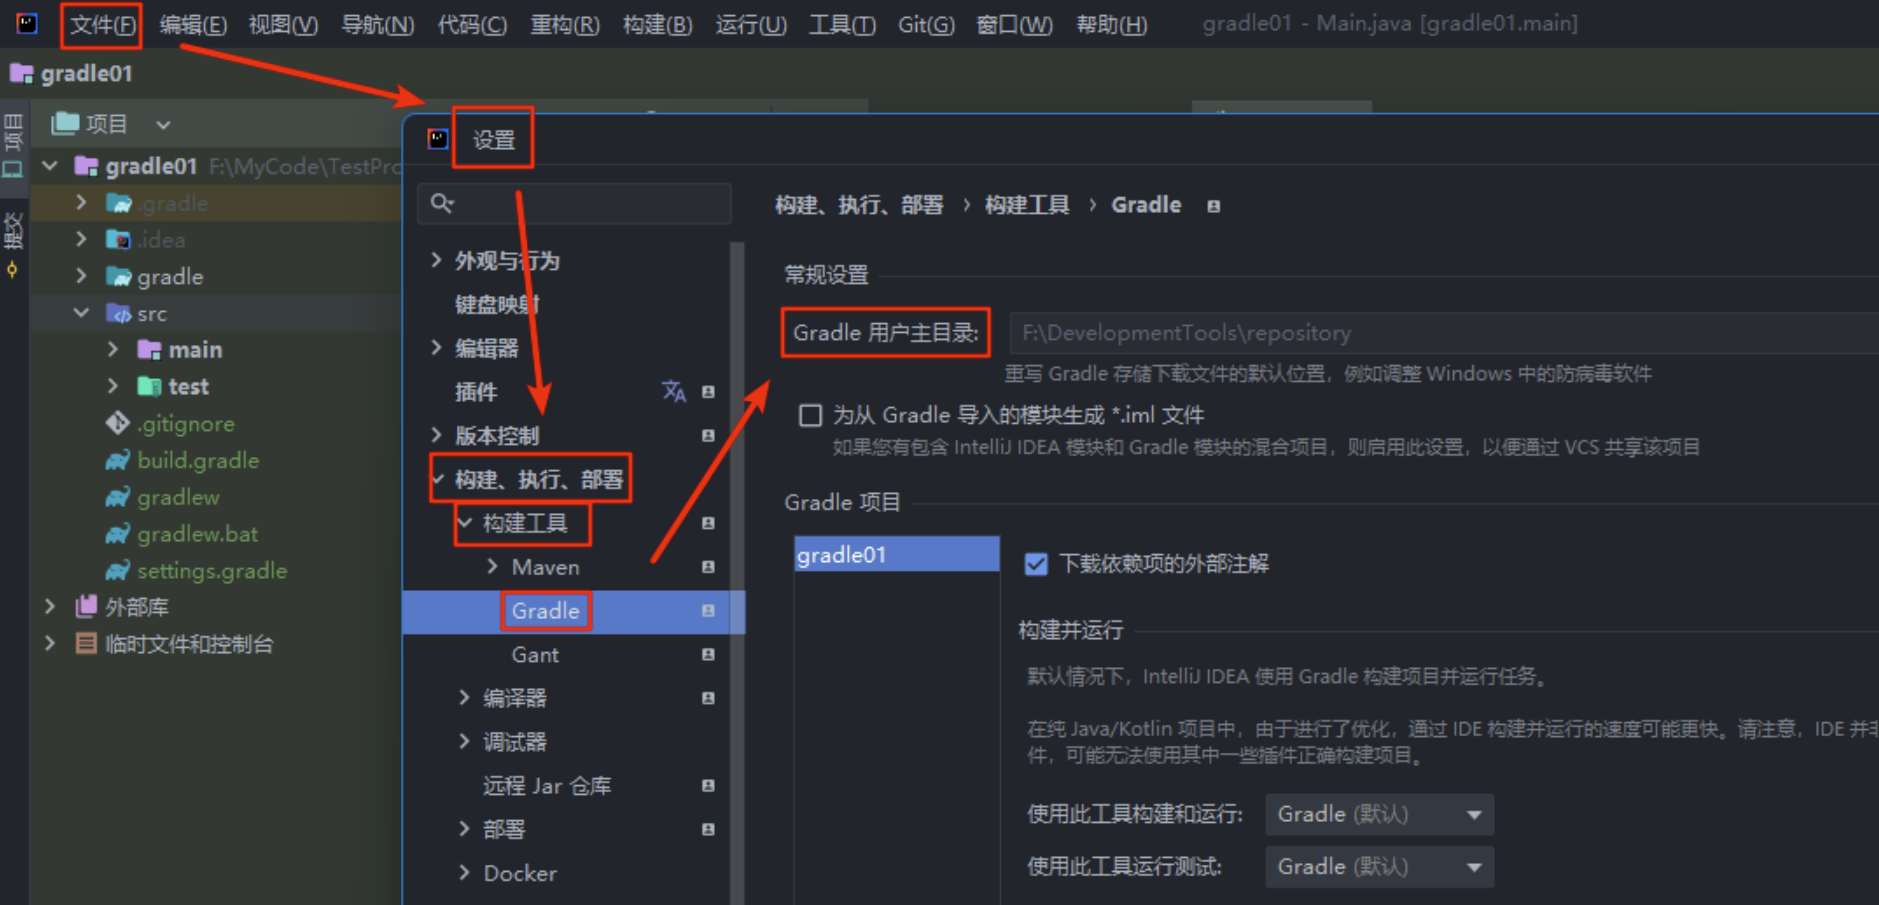 文件(F) 编辑(E) 视图(V) 导航(N) 代码(C) 重构(R) 构建(B) 运行(U) 工具(T) Git(G) 窗口(W) 帮助(H) gradle01 - Main.java [gradle01.main]
gradle01
项目
项目
提交
gradle01 F:\MyCode\TestPro
.gradle
.idea
gradle
src
main
test
.gitignore
build.gradle
gradlew
gradlew.bat
settings.gradle
外部库
临时文件和控制台
设置
外观与行为
键盘映射
编辑器
插件
版本控制
构建、执行、部署
构建工具
Maven
Gradle
Gant
编译器
调试器
远程 Jar 仓库
部署
Docker
构建、执行、部署 › 构建工具 › Gradle
常规设置
Gradle 用户主目录: F:\DevelopmentTools\repository
重写 Gradle 存储下载文件的默认位置，例如调整 Windows 中的防病毒软件
为从 Gradle 导入的模块生成 *.iml 文件
如果您有包含 IntelliJ IDEA 模块和 Gradle 模块的混合项目，则启用此设置，以便通过 VCS 共享该项目
Gradle 项目
gradle01
下载依赖项的外部注解
构建并运行
默认情况下，IntelliJ IDEA 使用 Gradle 构建项目并运行任务。
在纯 Java/Kotlin 项目中，由于进行了优化，通过 IDE 构建并运行的速度可能更快。请注意，IDE 并非
件，可能无法使用其中一些插件正确构建项目。
使用此工具构建和运行: Gradle (默认)
使用此工具运行测试: Gradle (默认)